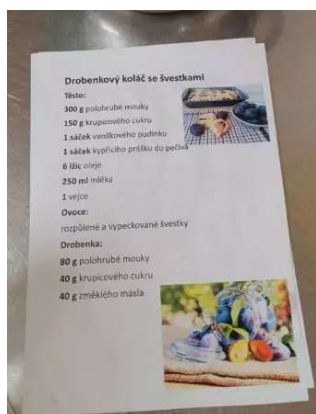 Drobenkový koláč se švestkami
Těsto:
300 g polohrubé mouky
150 g krupicového cukru
1 sáček vanilkového pudinku
1 sáček kypřicího prášku do pečiva
6 lžic oleje
250 ml mléka
1 vejce
Ovoce:
rozpůlené a vypeckované švestky
Drobenka:
80 g polohrubé mouky
40 g krupicového cukru
40 g změklého másla